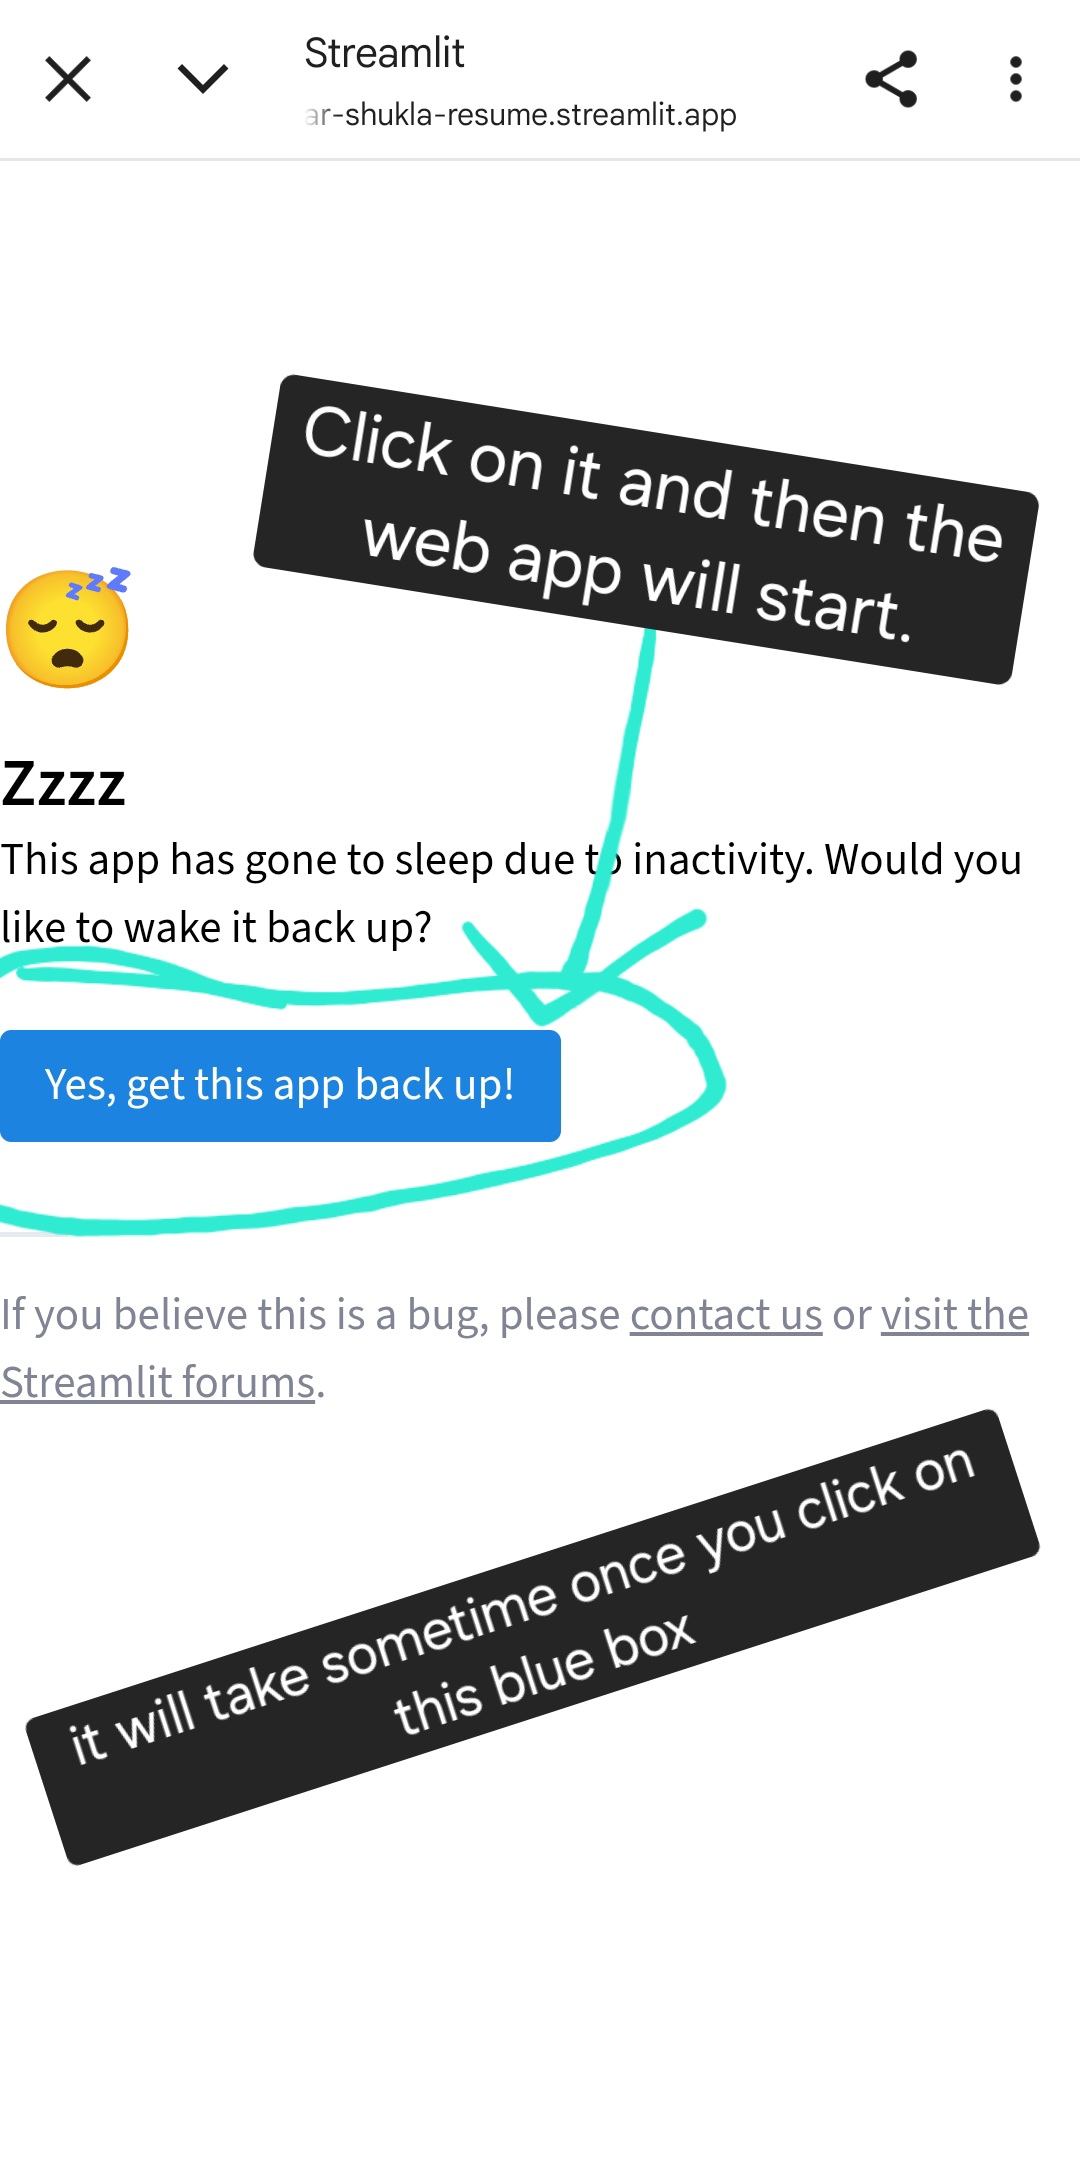 Streamlit
ar-shukla-resume.streamlit.app
Click on it and then the
web app will start.
Zzzz
This app has gone to sleep due to inactivity. Would you
like to wake it back up?
Yes, get this app back up!
If you believe this is a bug, please contact us or visit the
Streamlit forums.
it will take sometime once you click on
this blue box